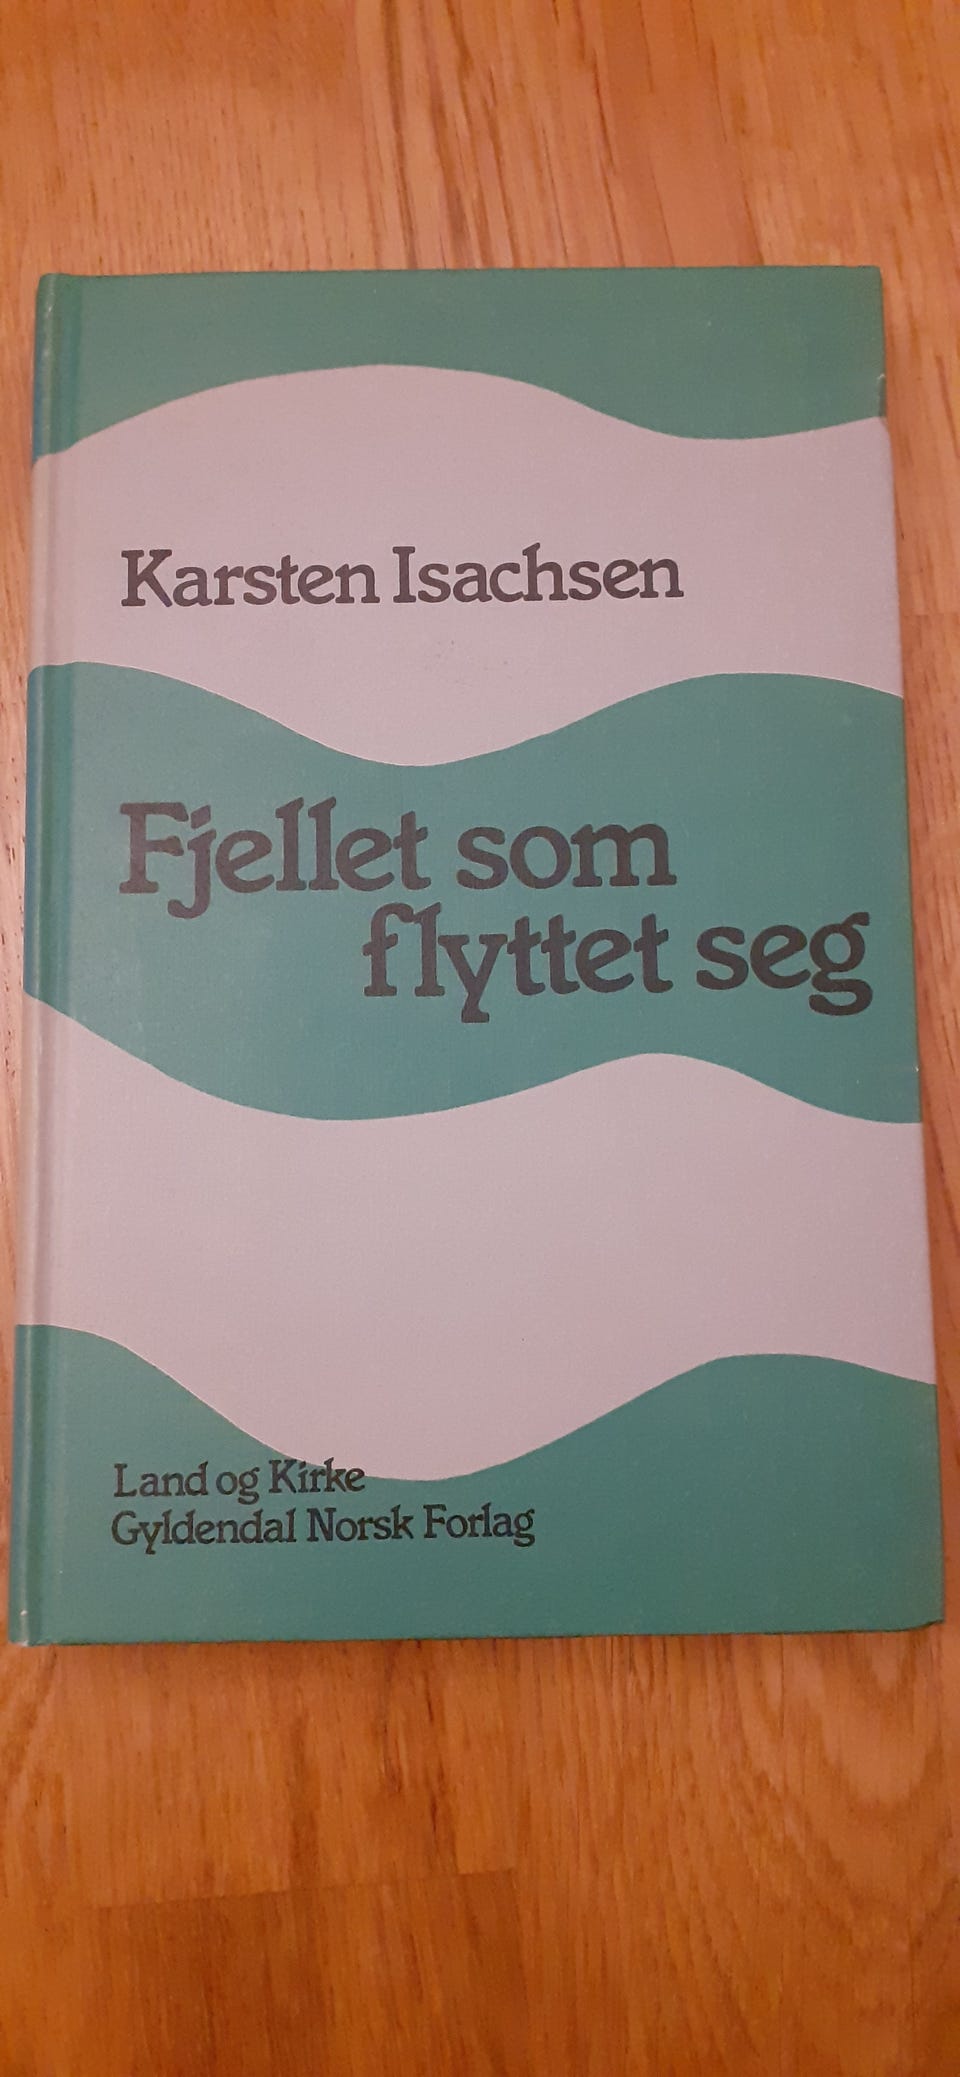 Karsten Isachsen
Fjellet som
flyttet seg
Land og Kirke
Gyldendal Norsk Forlag